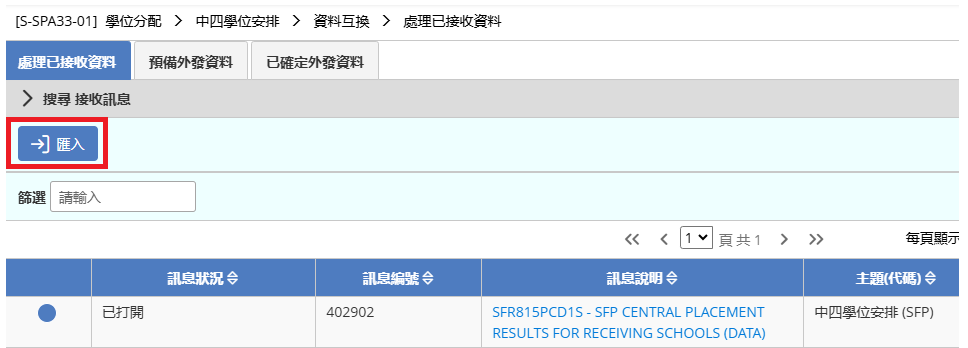 [S-SPA33-01] 學位分配 > 中四學位安排 > 資料互換 > 處理已接收資料
處理已接收資料 預備外發資料 已確定外發資料
搜尋 接收訊息
匯入
篩選 請輸入
1 頁 共 1 每頁顯示
訊息狀況 訊息編號 訊息說明 主題(代碼)
已打開 402902 SFR815PCD1S - SFP CENTRAL PLACEMENT 中四學位安排 (SFP)
RESULTS FOR RECEIVING SCHOOLS (DATA)